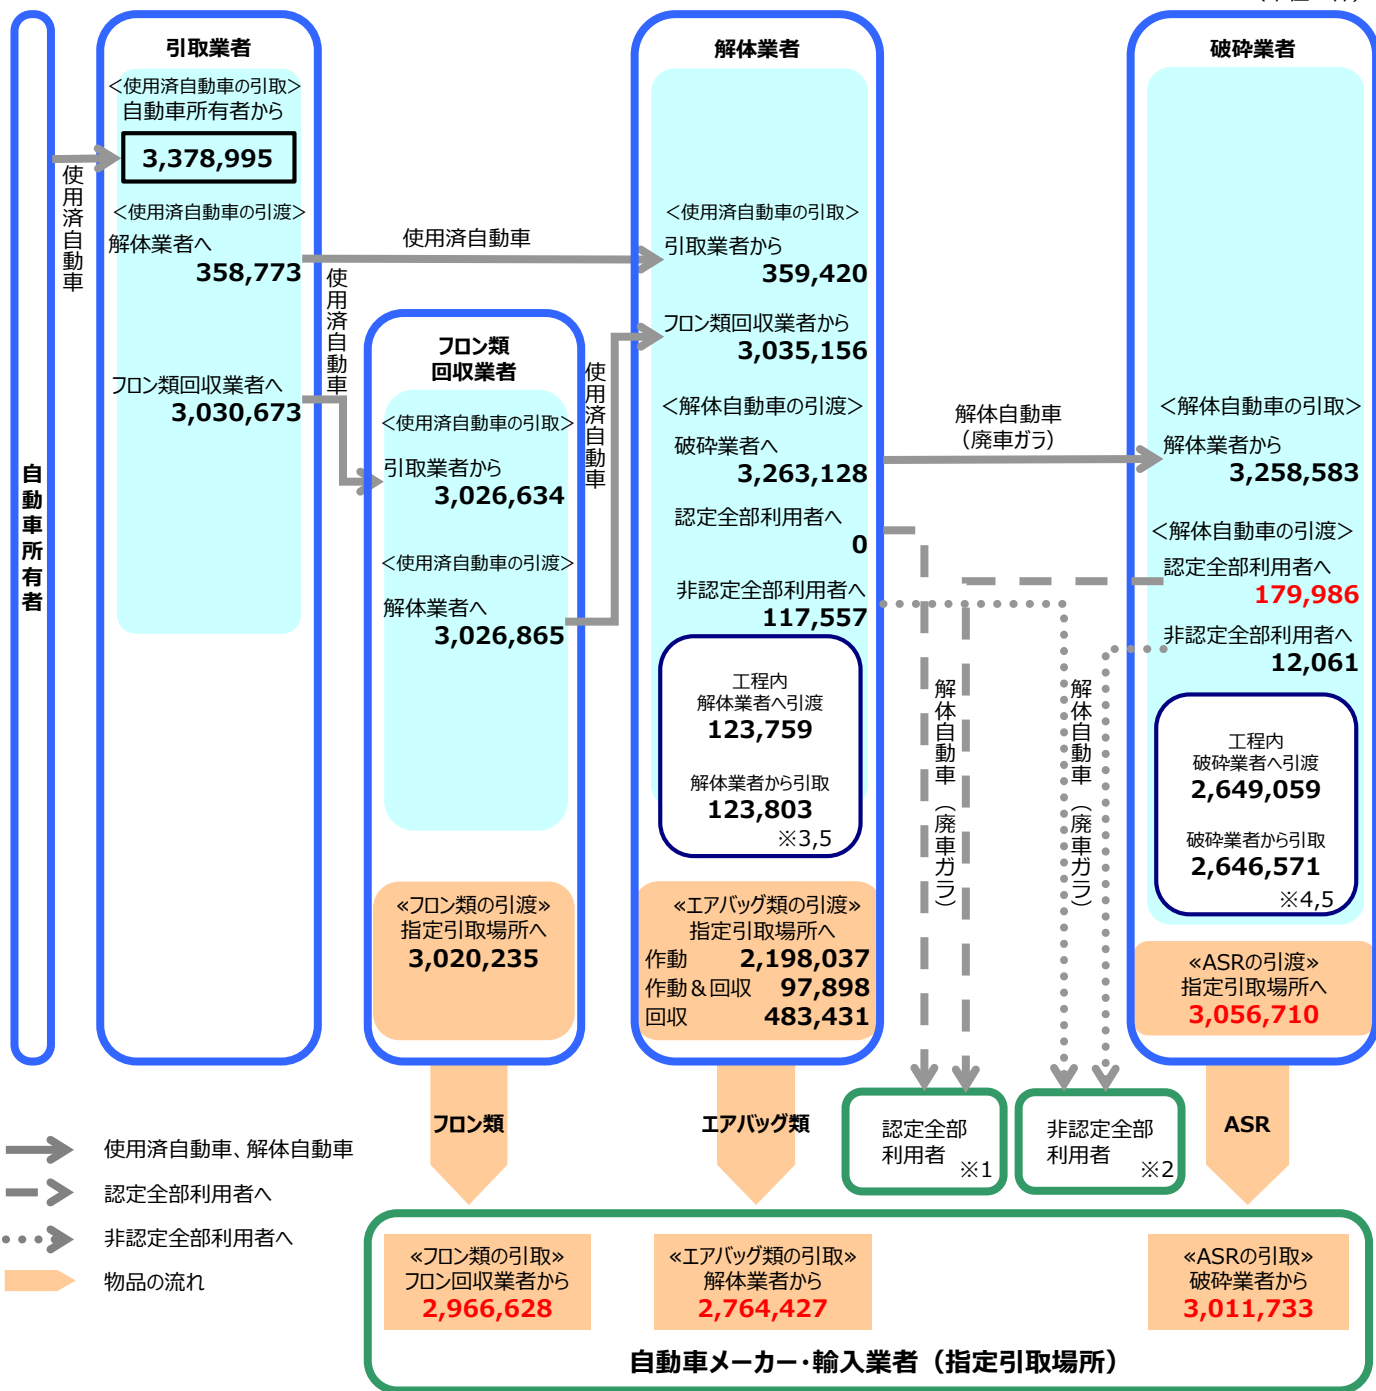 引取業者
＜使用済自動車の引取＞
自動車所有者から
3,378,995
＜使用済自動車の引渡＞
解体業者へ
358,773
フロン類回収業者へ
3,030,673
自動車所有者
使用済自動車
使用済自動車
使用済自動車
使用済自動車
フロン類
回収業者
＜使用済自動車の引取＞
引取業者から
3,026,634
＜使用済自動車の引渡＞
解体業者へ
3,026,865
≪フロン類の引渡≫
指定引取場所へ
3,020,235
解体業者
＜使用済自動車の引取＞
引取業者から
359,420
フロン類回収業者から
3,035,156
＜解体自動車の引渡＞
破砕業者へ
3,263,128
認定全部利用者へ
0
非認定全部利用者へ
117,557
工程内
解体業者へ引渡
123,759
解体業者から引取
123,803
※3,5
≪エアバッグ類の引渡≫
指定引取場所へ
作動 2,198,037
作動＆回収 97,898
回収 483,431
解体自動車
（廃車ガラ）
解体自動車（廃車ガラ）
解体自動車（廃車ガラ）
破砕業者
＜解体自動車の引取＞
解体業者から
3,258,583
＜解体自動車の引渡＞
認定全部利用者へ
179,986
非認定全部利用者へ
12,061
工程内
破砕業者へ引渡
2,649,059
破砕業者から引取
2,646,571
※4,5
≪ASRの引渡≫
指定引取場所へ
3,056,710
フロン類
エアバッグ類
認定全部
利用者 ※1
非認定全部
利用者 ※2
ASR
使用済自動車、解体自動車
認定全部利用者へ
非認定全部利用者へ
物品の流れ
≪フロン類の引取≫
フロン回収業者から
2,966,628
≪エアバッグ類の引取≫
解体業者から
2,764,427
≪ASRの引取≫
破砕業者から
3,011,733
自動車メーカー・輸入業者（指定引取場所）